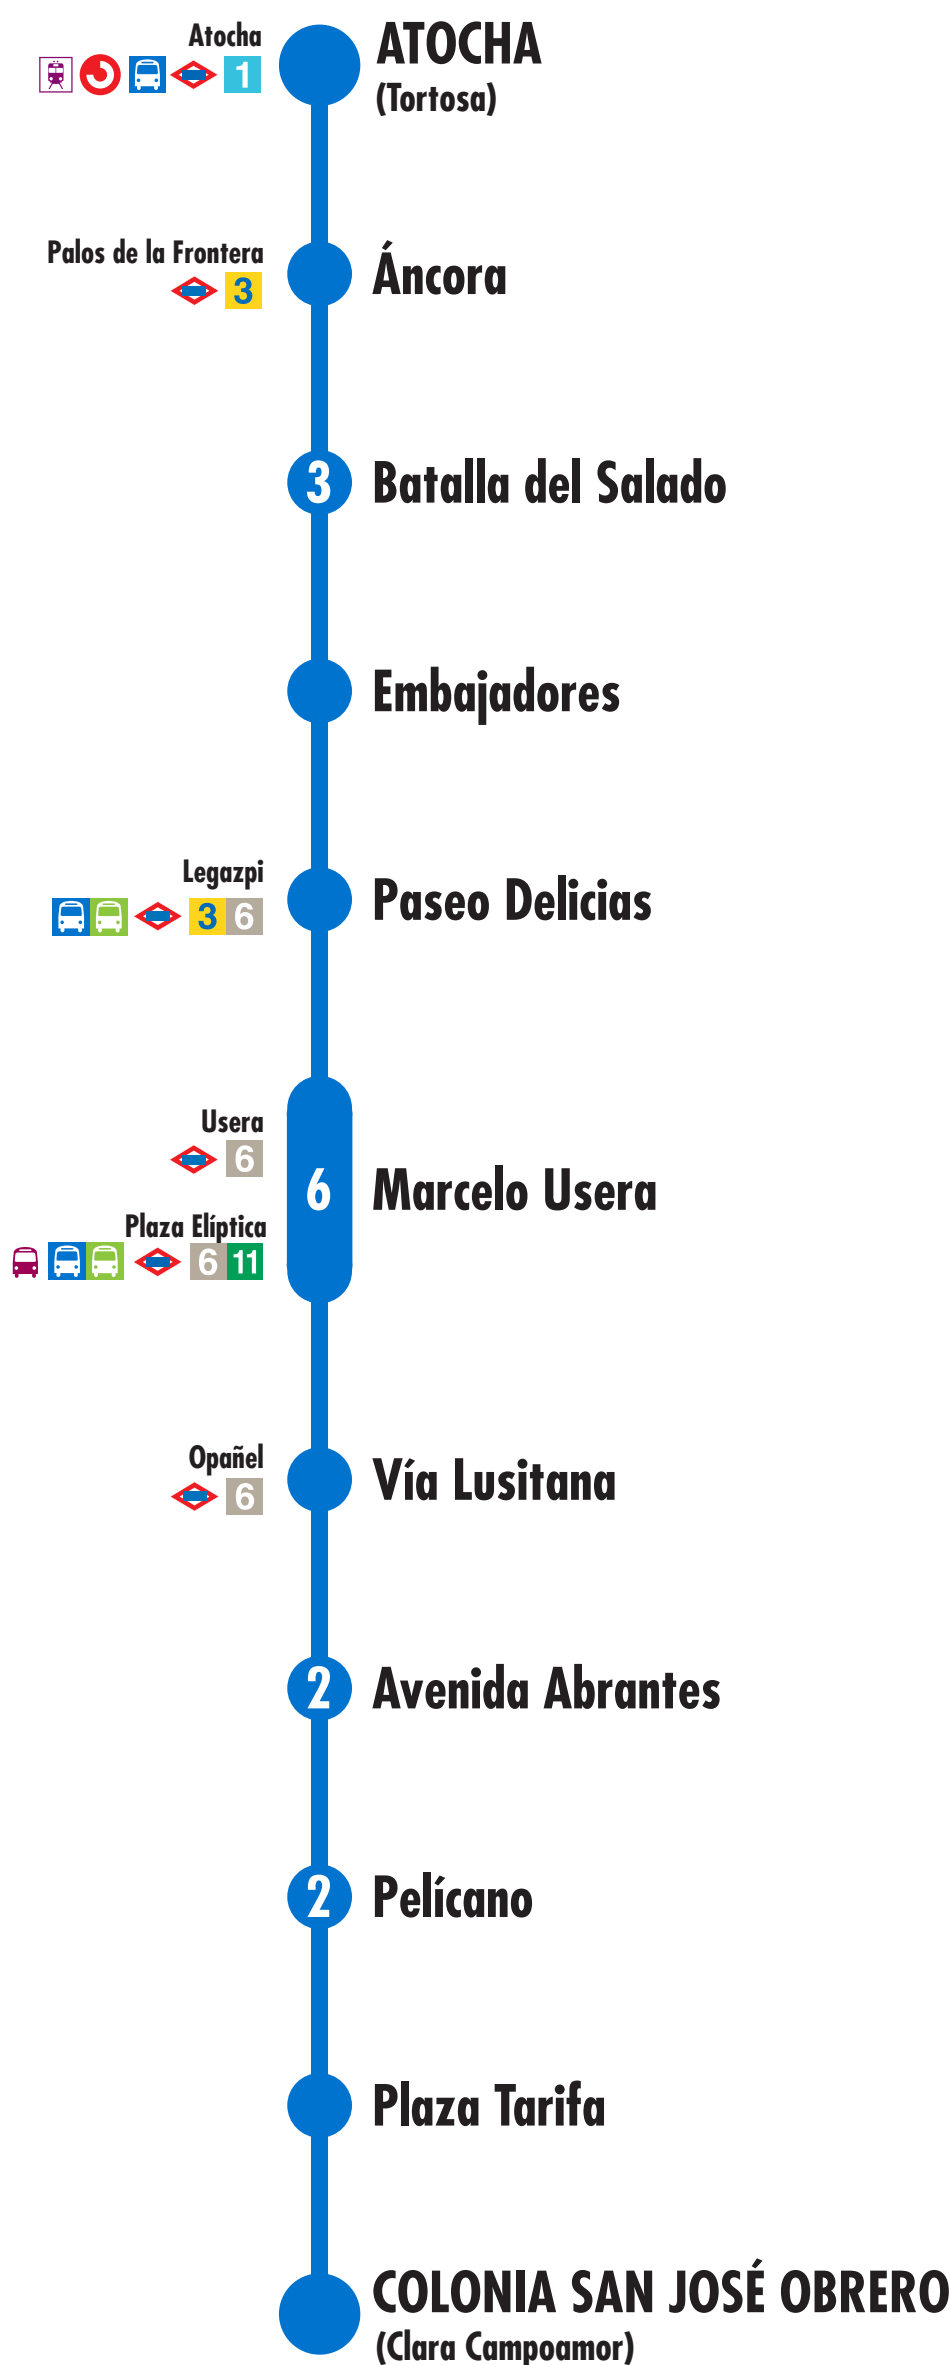 Atocha
1
ATOCHA
(Tortosa)
Palos de la Frontera
3
Áncora
3
Batalla del Salado
Embajadores
Legazpi
3 6
Paseo Delicias
Usera
6
6
Marcelo Usera
Plaza Elíptica
6 11
Opañel
6
Vía Lusitana
2
Avenida Abrantes
2
Pelícano
Plaza Tarifa
COLONIA SAN JOSÉ OBRERO
(Clara Campoamor)